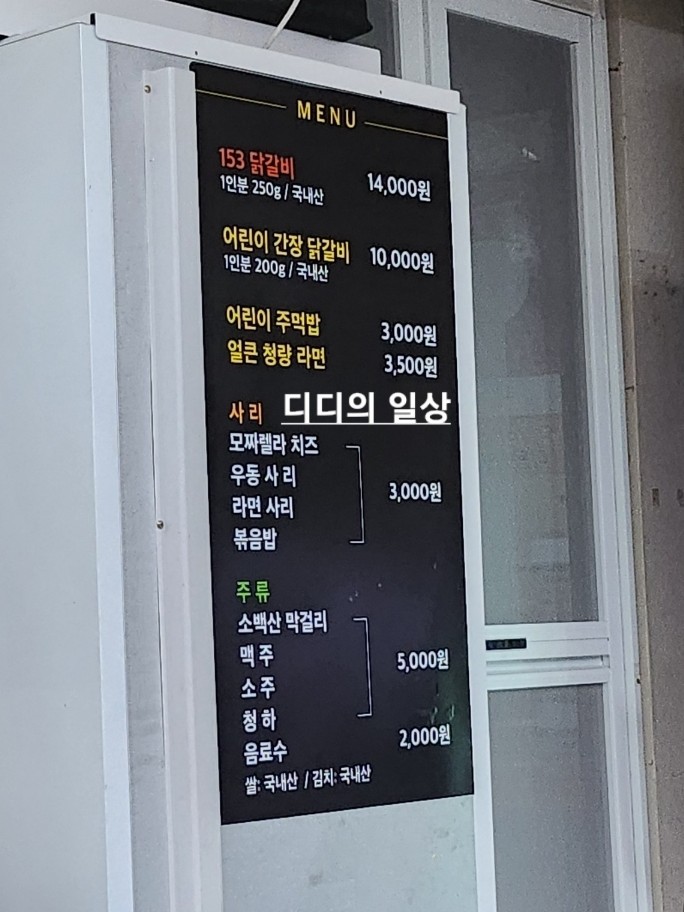 MENU
153 닭갈비
1인분 250g / 국내산
14,000원
어린이 간장 닭갈비
1인분 200g / 국내산
10,000원
어린이 주먹밥 3,000원
얼큰 청량 라면 3,500원
사리
디디의 일상
모짜렐라 치즈
우동 사리
라면 사리
볶음밥
3,000원
주류
소백산 막걸리
맥주
소주
청하
5,000원
음료수 2,000원
쌀: 국내산 / 김치: 국내산